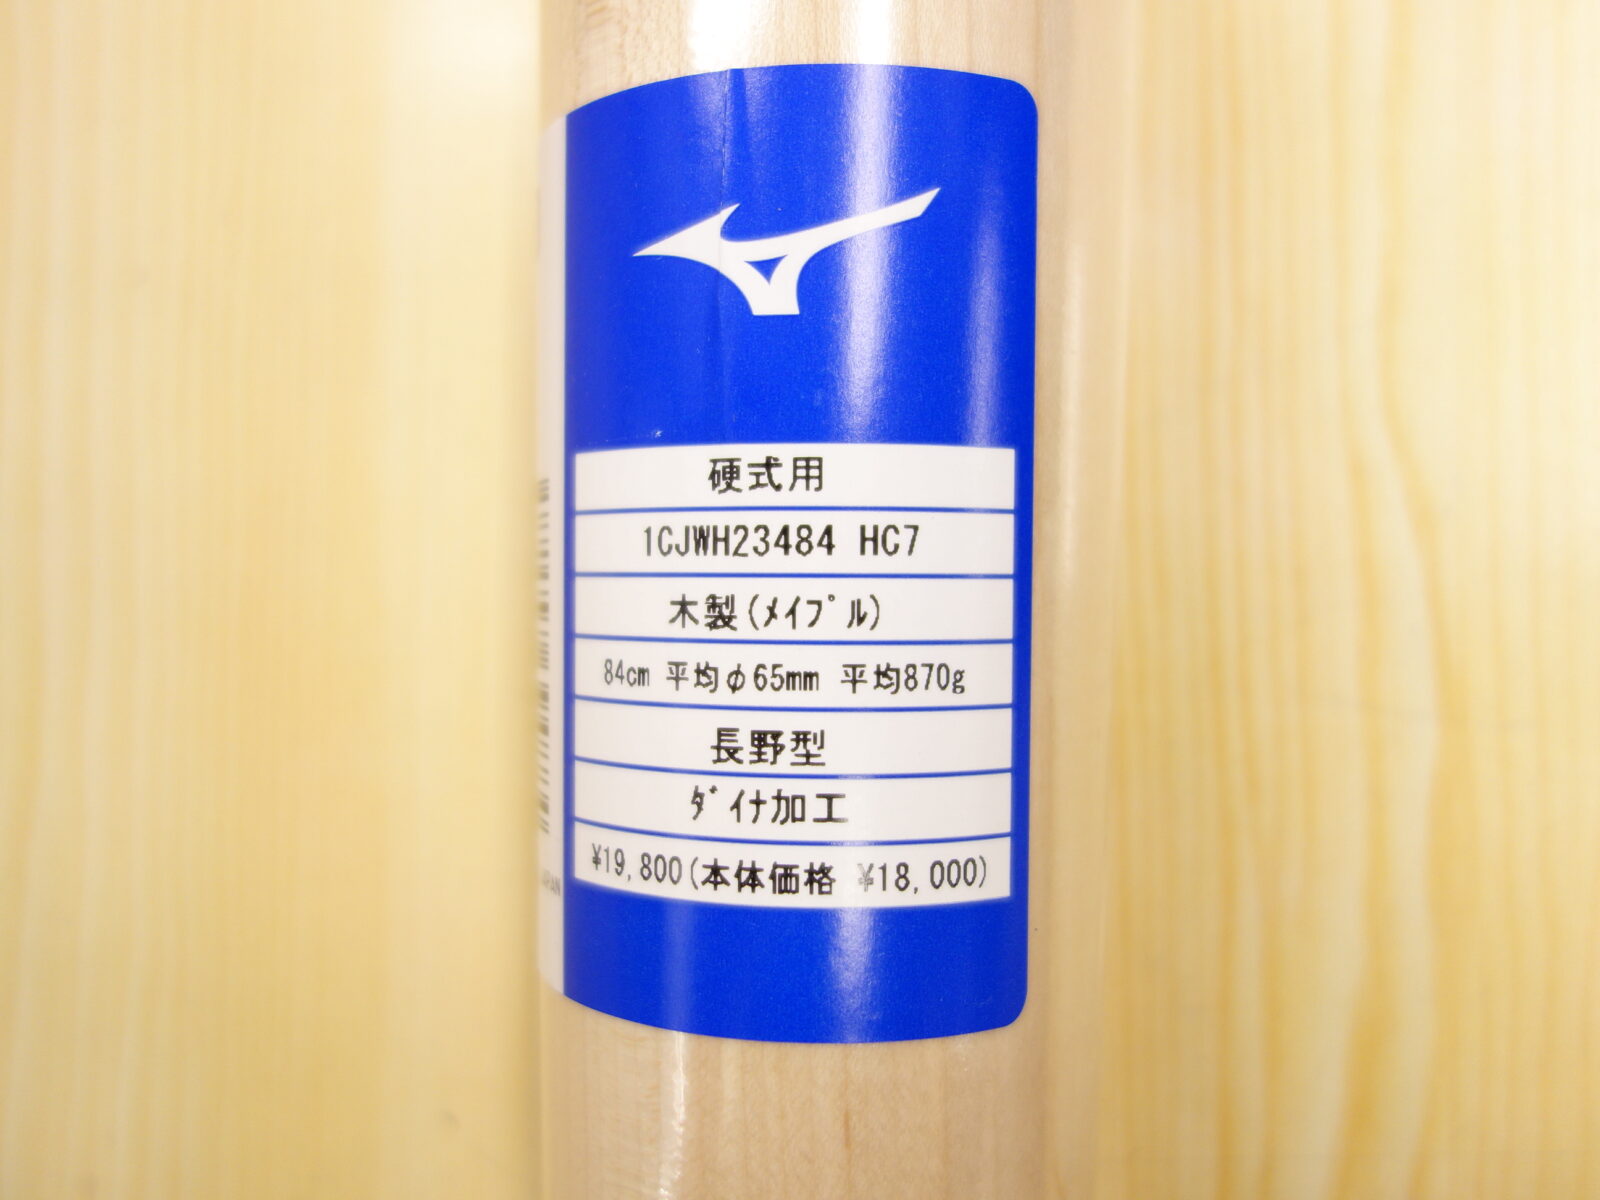 硬式用
1CJWH23484 HC7
木製(ﾒｲﾌﾟﾙ)
84cm 平均φ65mm 平均870g
長野型
ﾀﾞｲﾅ加工
¥19,800(本体価格 ¥18,000)